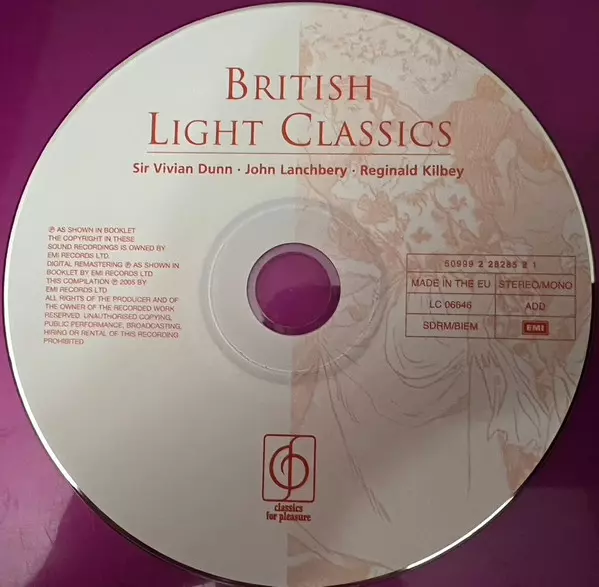 BRITISH
LIGHT CLASSICS
Sir Vivian Dunn · John Lanchbery · Reginald Kilbey
℗ AS SHOWN IN BOOKLET
THE COPYRIGHT IN THESE
SOUND RECORDINGS IS OWNED BY
EMI RECORDS LTD.
DIGITAL REMASTERING ℗ AS SHOWN IN
BOOKLET BY EMI RECORDS LTD
THIS COMPILATION ℗ 2005 BY
EMI RECORDS LTD
ALL RIGHTS OF THE PRODUCER AND OF
THE OWNER OF THE RECORDED WORK
RESERVED. UNAUTHORISED COPYING,
PUBLIC PERFORMANCE, BROADCASTING,
HIRING OR RENTAL OF THIS RECORDING
PROHIBITED
50999 2 28285 2 1
MADE IN THE EU STEREO/MONO
LC 06646 ADD
SDRM/BIEM EMI
classics
for pleasure